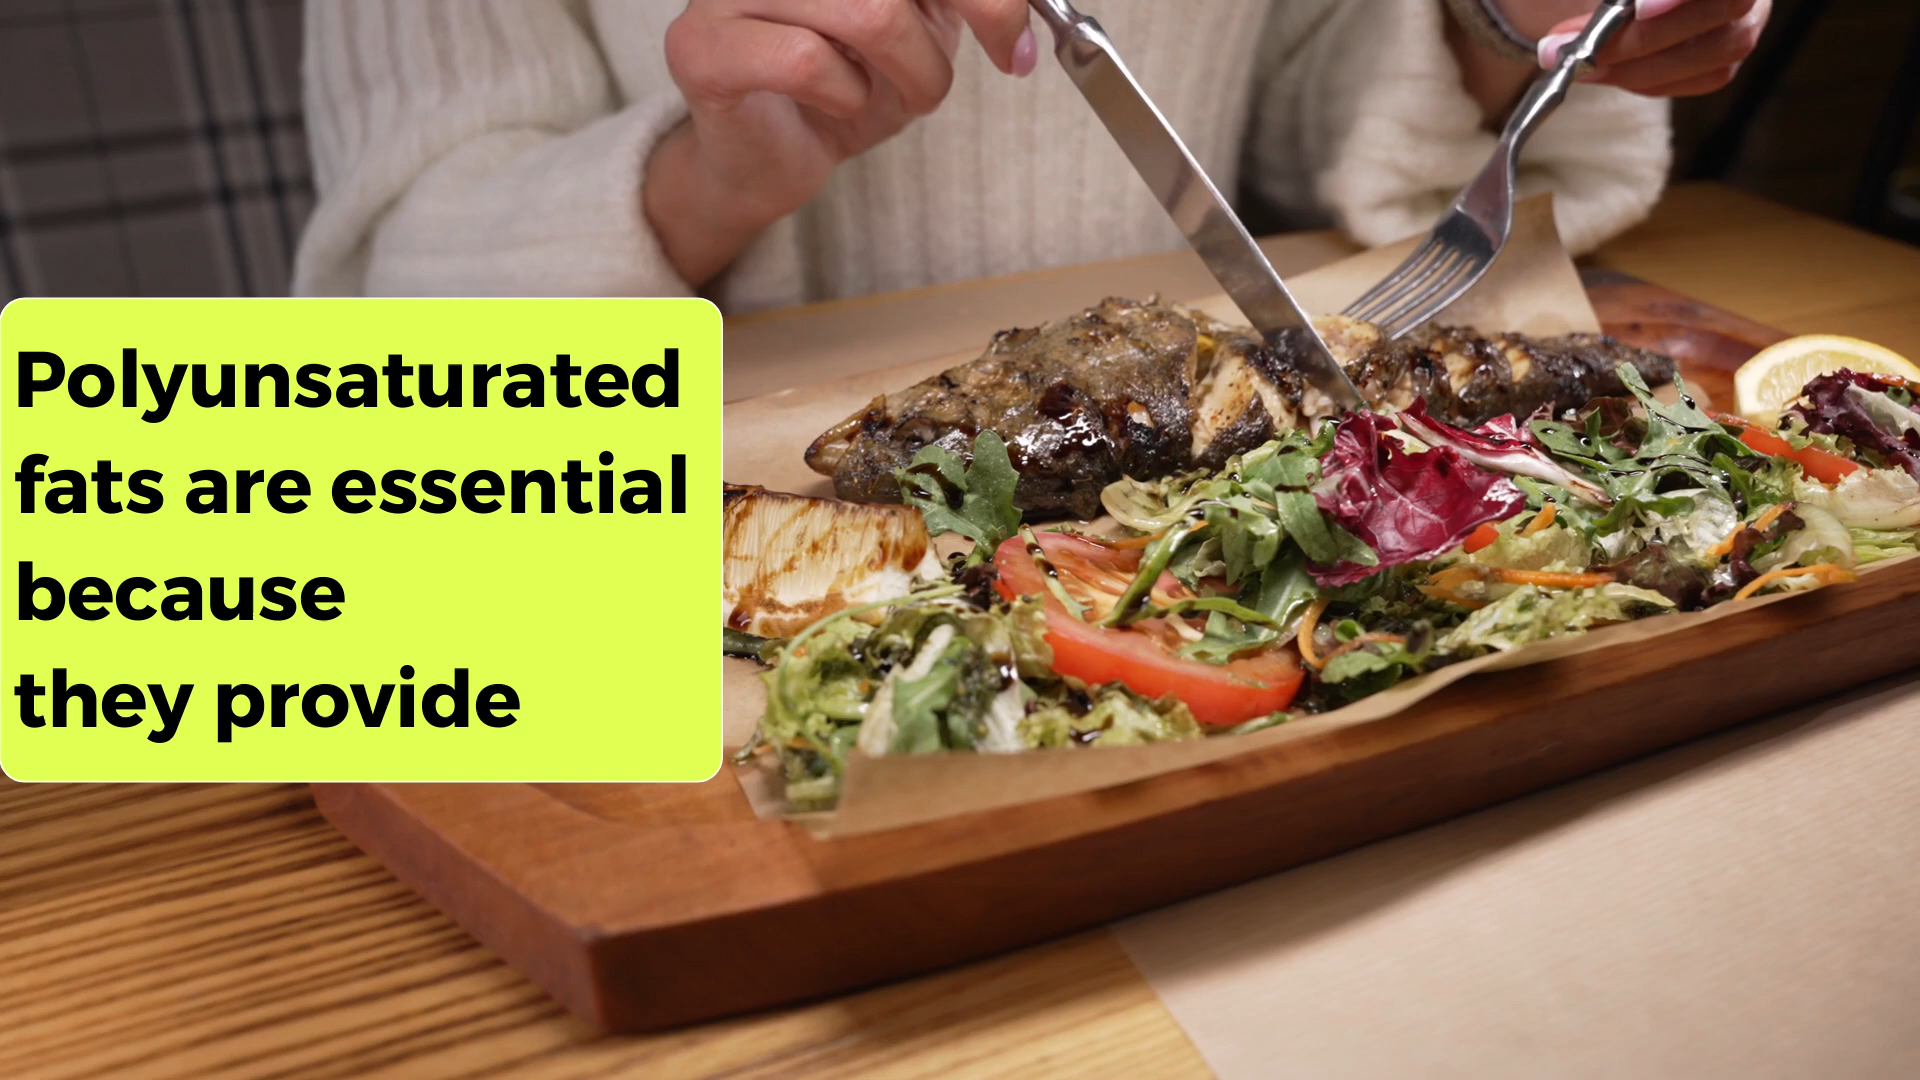 Polyunsaturated
fats are essential
because
they provide